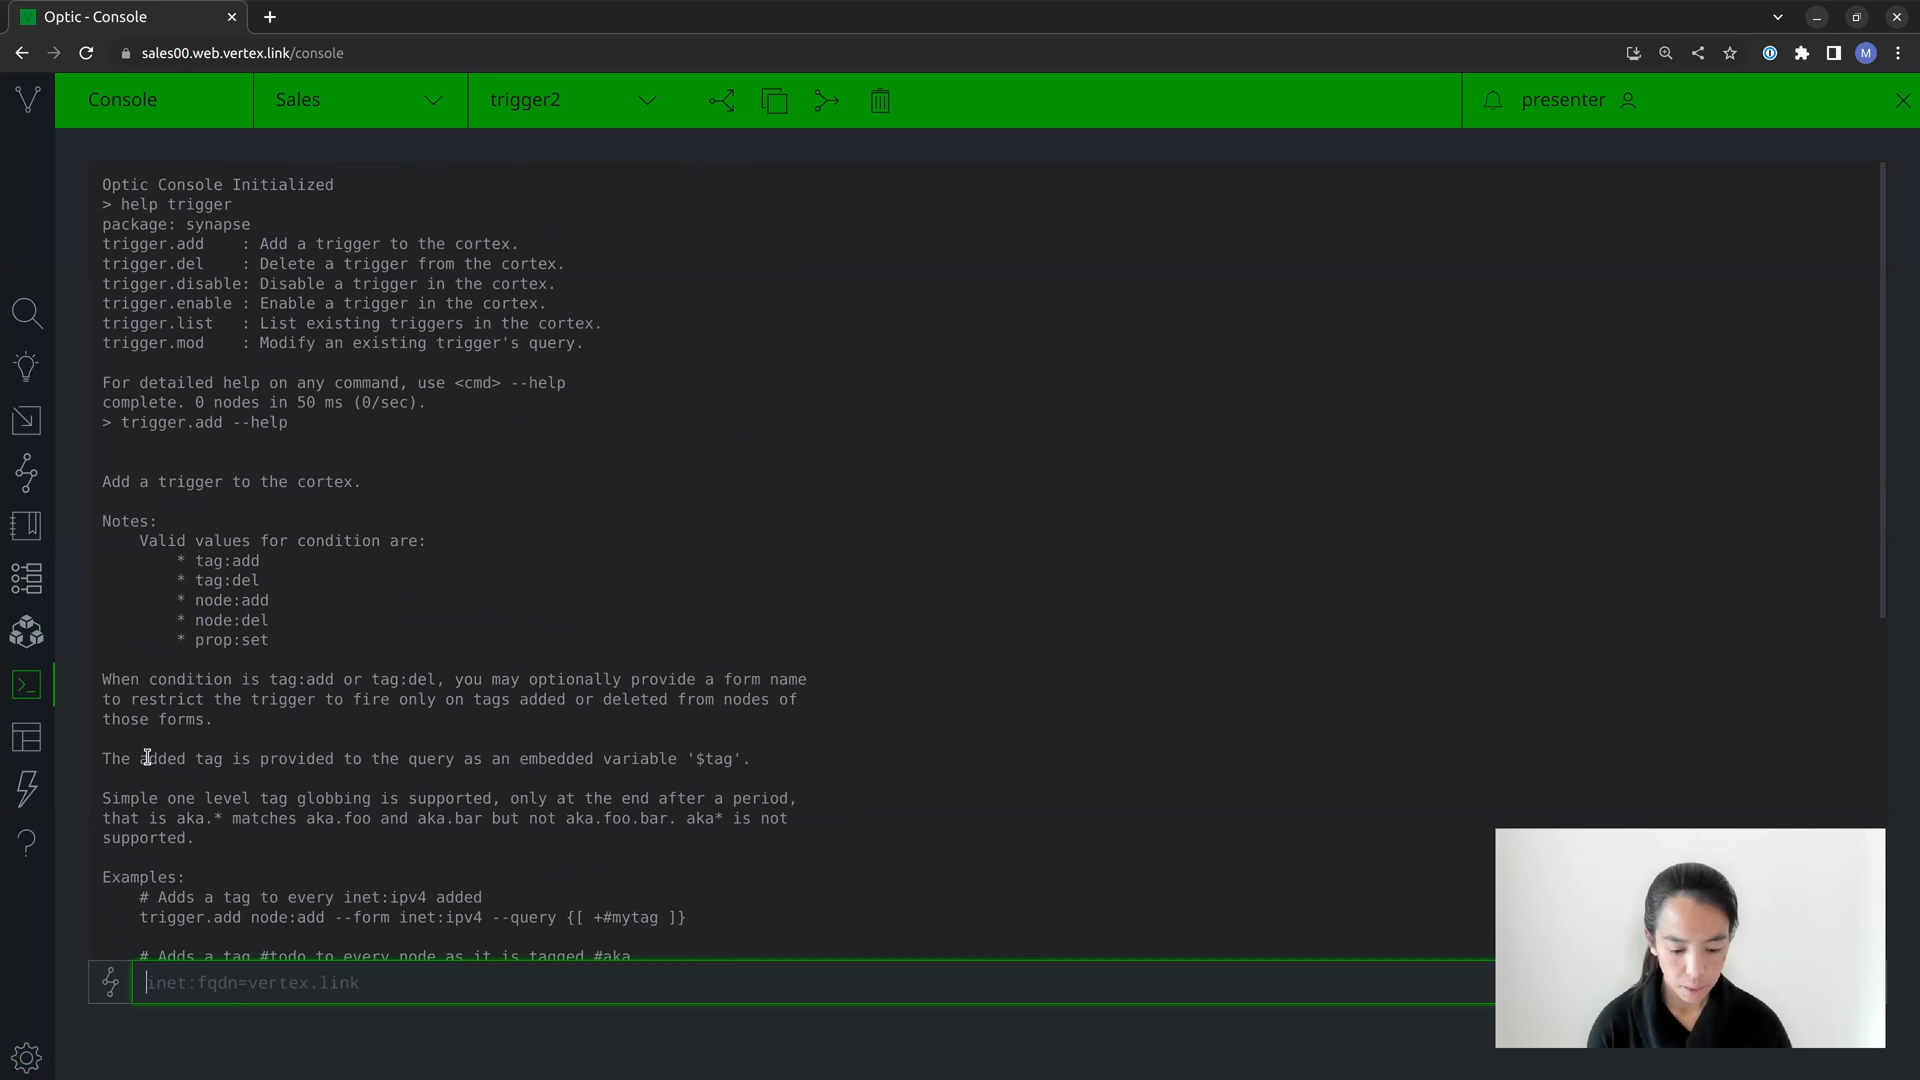 Optic - Console
sales00.web.vertex.link/console
M
Console
Sales
trigger2
presenter
Optic Console Initialized
> help trigger
package: synapse
trigger.add    : Add a trigger to the cortex.
trigger.del    : Delete a trigger from the cortex.
trigger.disable: Disable a trigger in the cortex.
trigger.enable : Enable a trigger in the cortex.
trigger.list   : List existing triggers in the cortex.
trigger.mod    : Modify an existing trigger's query.
For detailed help on any command, use <cmd> --help
complete. 0 nodes in 50 ms (0/sec).
> trigger.add --help
Add a trigger to the cortex.
Notes:
Valid values for condition are:
* tag:add
* tag:del
* node:add
* node:del
* prop:set
When condition is tag:add or tag:del, you may optionally provide a form name
to restrict the trigger to fire only on tags added or deleted from nodes of
those forms.
The added tag is provided to the query as an embedded variable '$tag'.
Simple one level tag globbing is supported, only at the end after a period,
that is aka.* matches aka.foo and aka.bar but not aka.foo.bar. aka* is not
supported.
Examples:
# Adds a tag to every inet:ipv4 added
trigger.add node:add --form inet:ipv4 --query {[ +#mytag ]}
# Adds a tag #todo to every node as it is tagged #aka
inet:fqdn=vertex.link